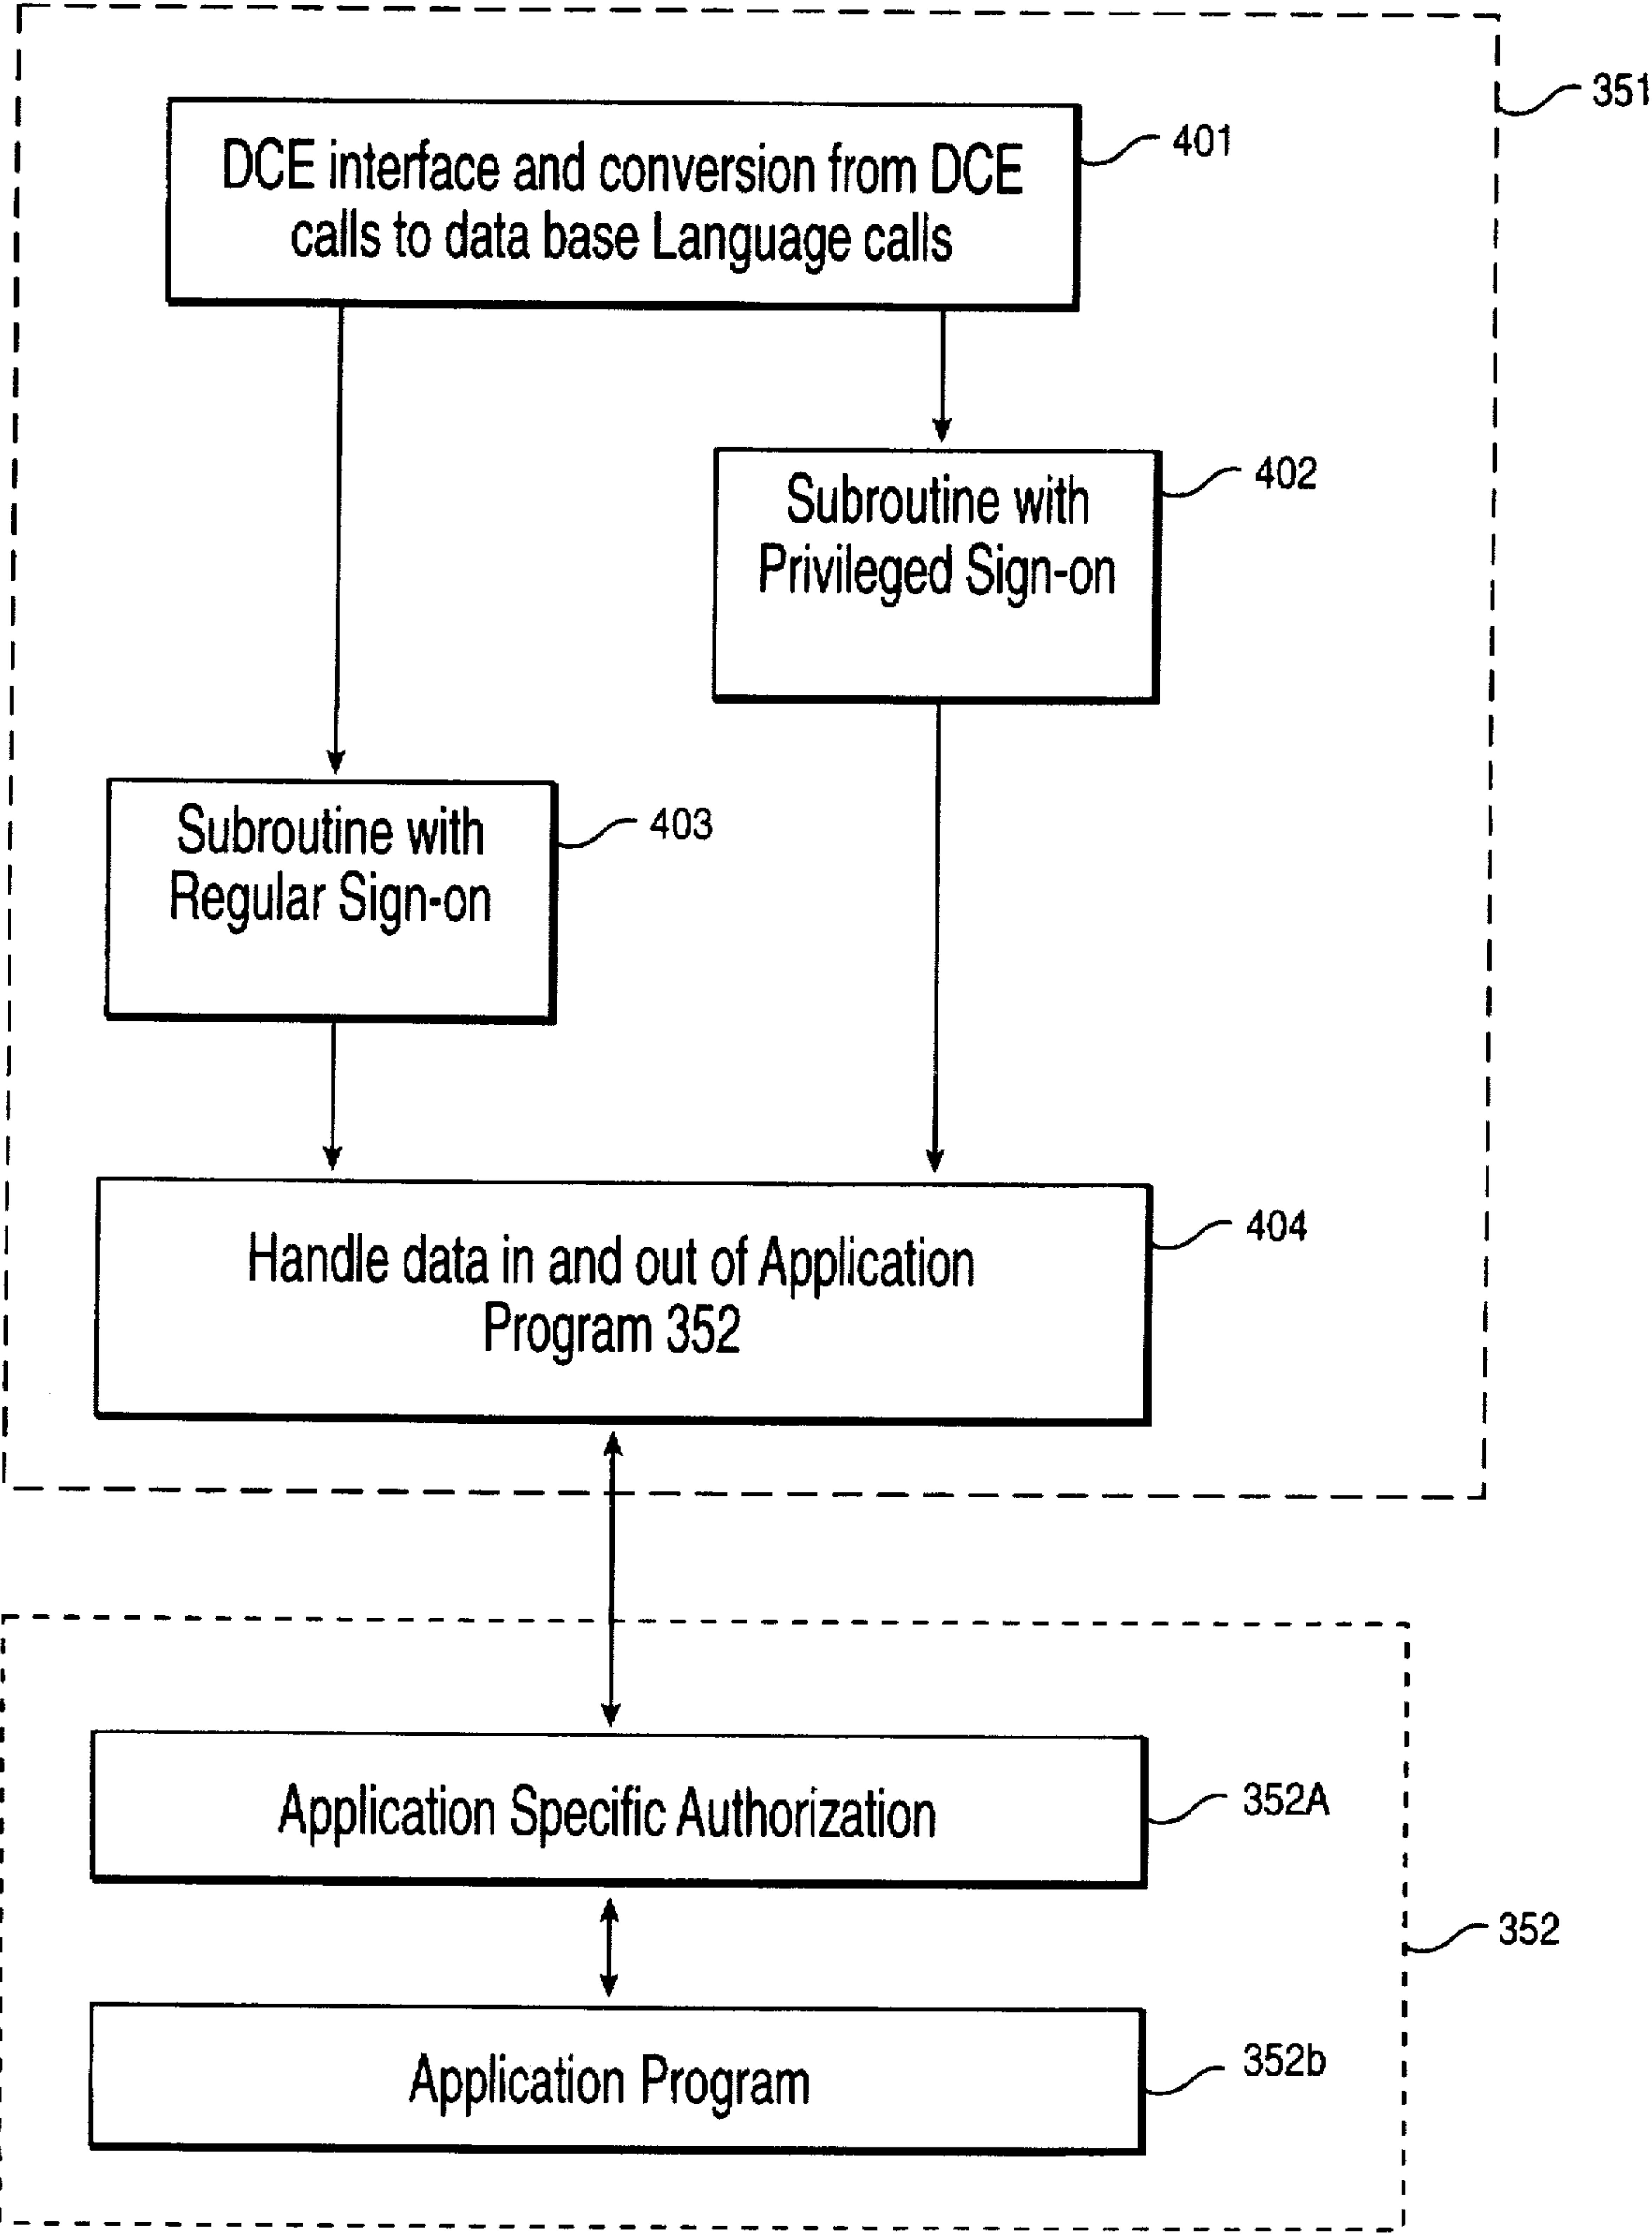 351
DCE interface and conversion from DCE
calls to data base Language calls
401
Subroutine with
Privileged Sign-on
402
Subroutine with
Regular Sign-on
403
Handle data in and out of Application
Program 352
404
Application Specific Authorization
352A
352
Application Program
352b